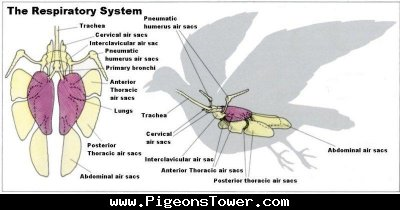 The Respiratory System
Trachea
Cervical air sacs
Interclavicular air sac
Pneumatic
humerus air sacs
Primary bronchi
Anterior
Thoracic
air sacs
Lungs
Posterior
Thoracic air sacs
Abdominal air sacs
Pneumatic
humerus air sacs
Trachea
Cervical
air sacs
Interclavicular air sac
Anterior Thoracic air sacs
Posterior thoracic air sacs
Abdominal air sacs
www.PigeonsTower.com